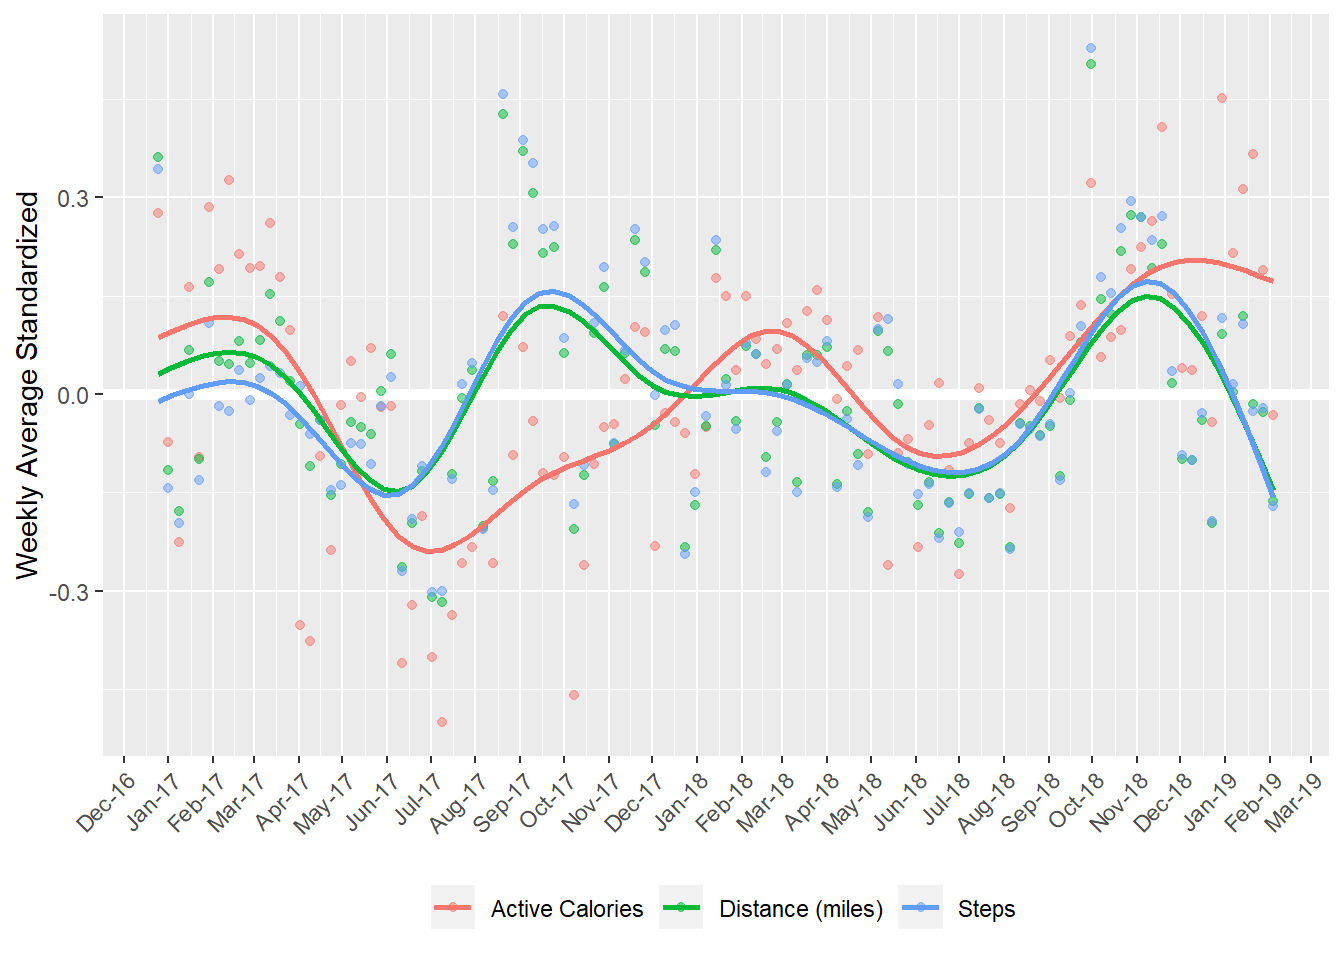 Weekly Average Standardized
0.3
0.0
-0.3
Dec-16
Jan-17
Feb-17
Mar-17
Apr-17
May-17
Jun-17
Jul-17
Aug-17
Sep-17
Oct-17
Nov-17
Dec-17
Jan-18
Feb-18
Mar-18
Apr-18
May-18
Jun-18
Jul-18
Aug-18
Sep-18
Oct-18
Nov-18
Dec-18
Jan-19
Feb-19
Mar-19
Active Calories Distance (miles) Steps